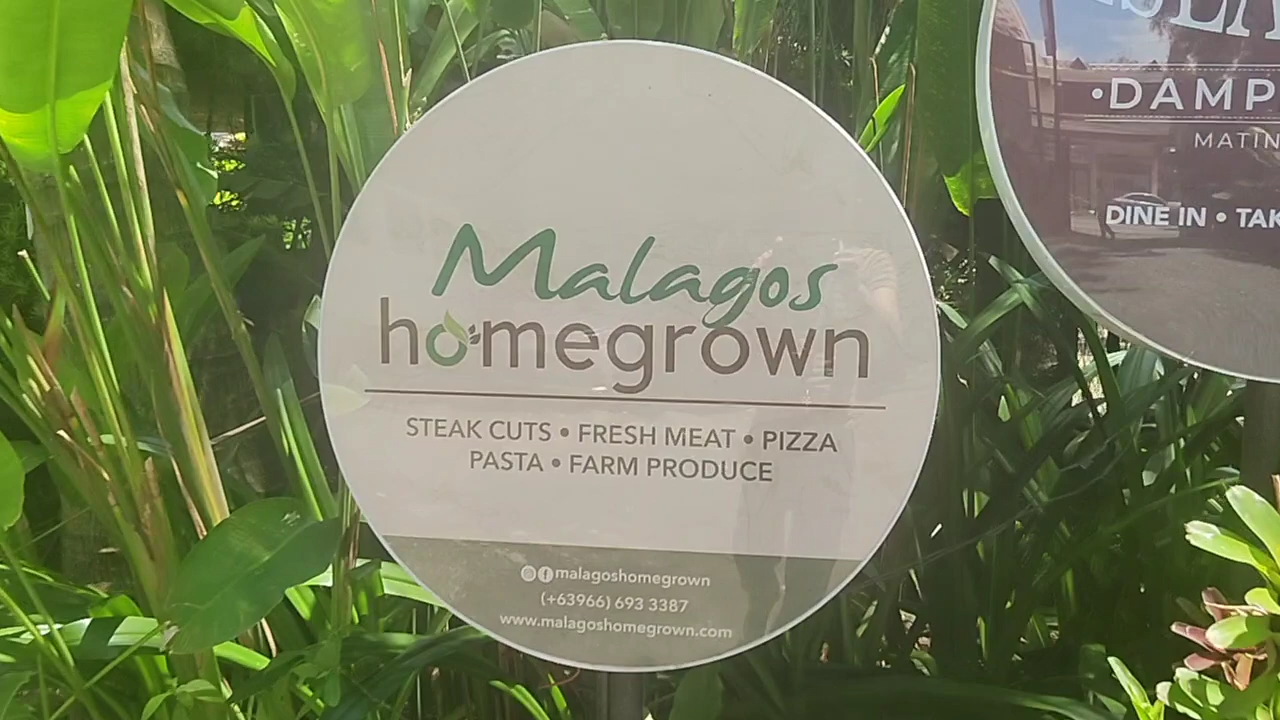 Malagos
homegrown
STEAK CUTS • FRESH MEAT • PIZZA
PASTA • FARM PRODUCE
malagoshomegrown
(+63966) 693 3387
www.malagoshomegrown.com
•DAMP
MATIN
DINE IN • TAK